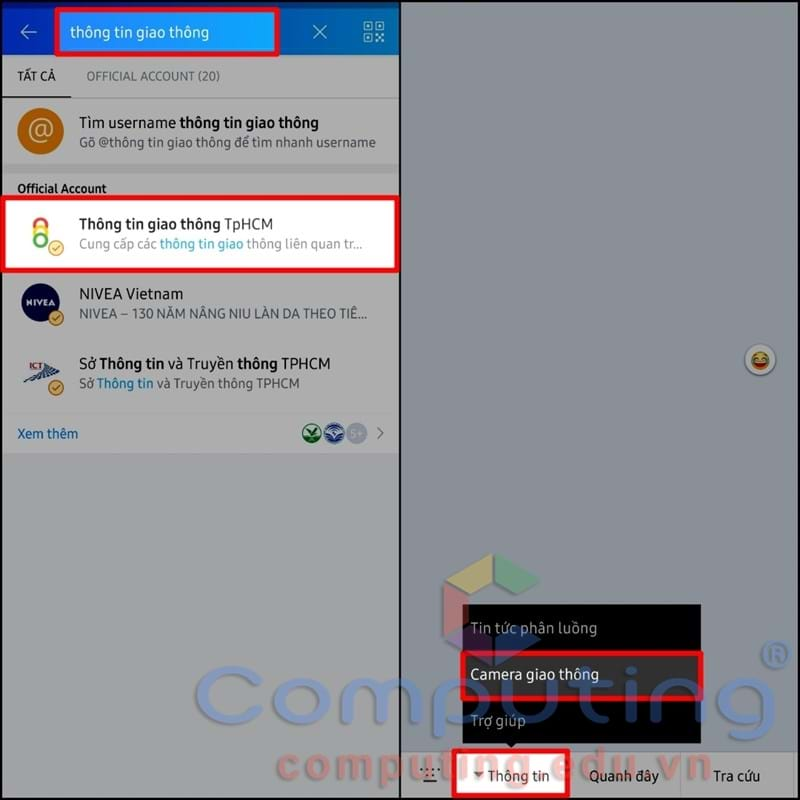 thông tin giao thông
TẤT CẢ
OFFICIAL ACCOUNT (20)
@
Tìm username thông tin giao thông
Gõ @thông tin giao thông để tìm nhanh username
Official Account
Thông tin giao thông TpHCM
Cung cấp các thông tin giao thông liên quan tr...
NIVEA
NIVEA Vietnam
NIVEA – 130 NĂM NÂNG NIU LÀN DA THEO TIÊ...
ICT
Sở Thông tin và Truyền thông TPHCM
Sở Thông tin và Truyền thông TPHCM
Xem thêm
5+
Tin tức phân luồng
Camera giao thông
Trợ giúp
Computing®
computing.edu.vn
Thông tin
Quanh đây
Tra cứu